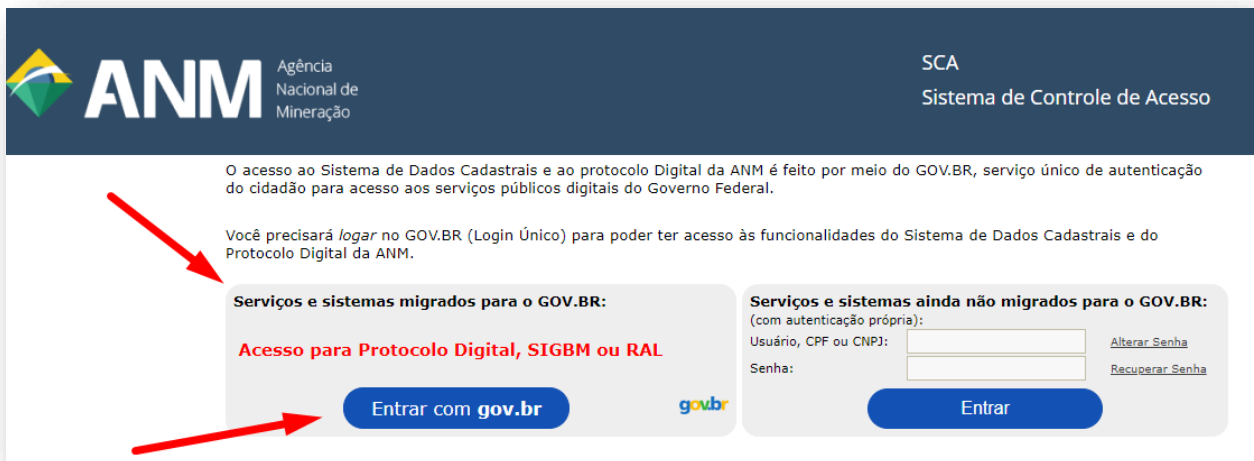 ANM
Agência
Nacional de
Mineração
SCA
Sistema de Controle de Acesso
O acesso ao Sistema de Dados Cadastrais e ao protocolo Digital da ANM é feito por meio do GOV.BR, serviço único de autenticação
do cidadão para acesso aos serviços públicos digitais do Governo Federal.
Você precisará logar no GOV.BR (Login Único) para poder ter acesso às funcionalidades do Sistema de Dados Cadastrais e do
Protocolo Digital da ANM.
Serviços e sistemas migrados para o GOV.BR:
Acesso para Protocolo Digital, SIGBM ou RAL
Entrar com gov.br
gov.br
Serviços e sistemas ainda não migrados para o GOV.BR:
(com autenticação própria):
Usuário, CPF ou CNPJ:
Alterar Senha
Senha:
Recuperar Senha
Entrar